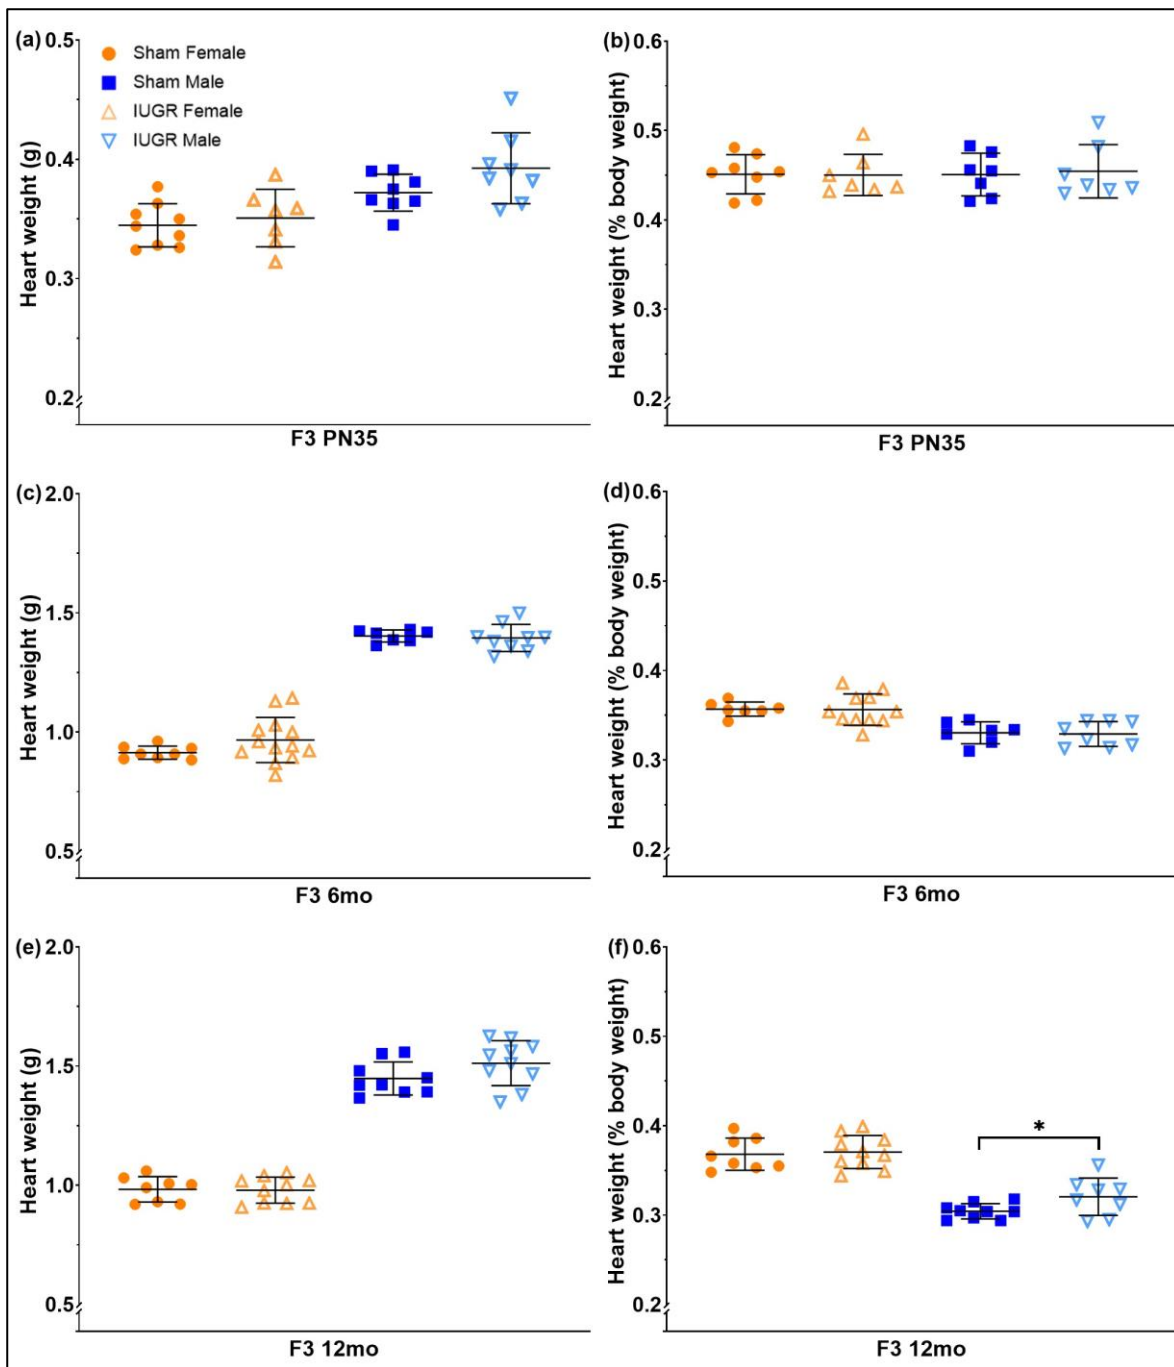 (a)
0.5
Sham Female
Sham Male
IUGR Female
IUGR Male
0.4
0.3
0.2
Heart weight (g)
F3 PN35
(b)
0.6
0.5
0.4
0.3
0.2
Heart weight (% body weight)
F3 PN35
(c)
2.0
1.5
1.0
0.5
Heart weight (g)
F3 6mo
(d)
0.6
0.5
0.4
0.3
0.2
Heart weight (% body weight)
F3 6mo
(e)
2.0
1.5
1.0
0.5
Heart weight (g)
F3 12mo
(f)
0.6
0.5
0.4
0.3
0.2
Heart weight (% body weight)
*
F3 12mo